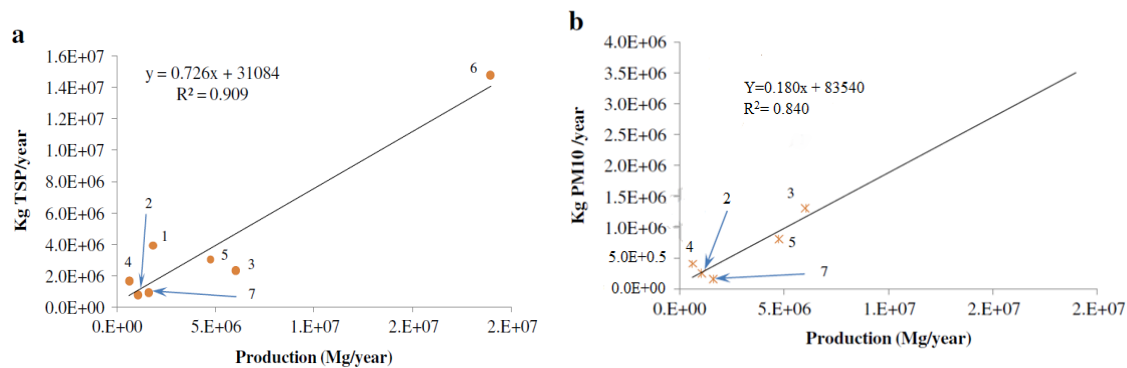 a
1.6E+07
1.4E+07
1.2E+07
1.0E+07
8.0E+06
6.0E+06
4.0E+06
2.0E+06
0.0E+00
Kg TSP/year
y = 0.726x + 31084
R² = 0.909
6
2
1
4
5
3
7
0.E+00 5.E+06 1.E+07 2.E+07 2.E+07
Production (Mg/year)
b
4.0E+06
3.5E+06
3.0E+06
2.5E+06
2.0E+06
1.5E+06
1.0E+06
5.0E+0.5
0.0E+00
Kg PM10 /year
Y=0.180x + 83540
R²= 0.840
2
3
4
5
7
0.E+00 5.E+06 1.E+07 2.E+07 2.E+07
Production (Mg/year)